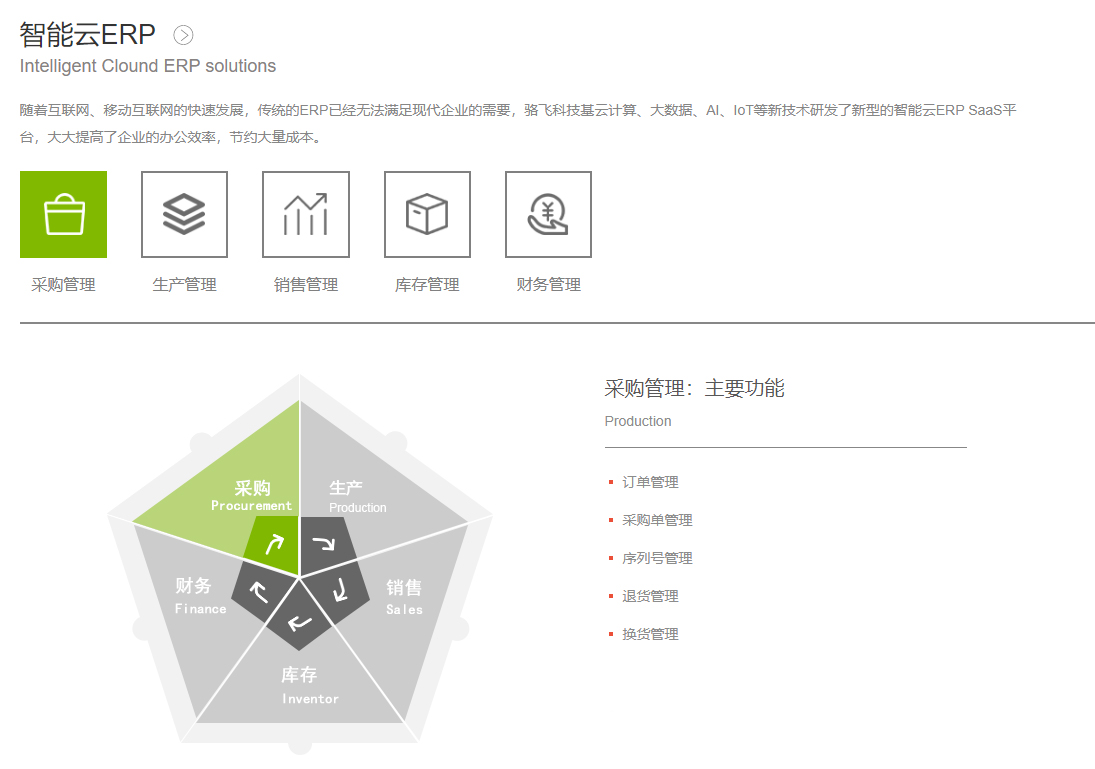 智能云ERP
Intelligent Clound ERP solutions
随着互联网、移动互联网的快速发展，传统的ERP已经无法满足现代企业的需要，骆飞科技基云计算、大数据、AI、IoT等新技术研发了新型的智能云ERP SaaS平
台，大大提高了企业的办公效率，节约大量成本。
采购管理
生产管理
销售管理
库存管理
财务管理
采购
Procurement
生产
Production
财务
Finance
销售
Sales
库存
Inventor
采购管理：主要功能
Production
订单管理
采购单管理
序列号管理
退货管理
换货管理